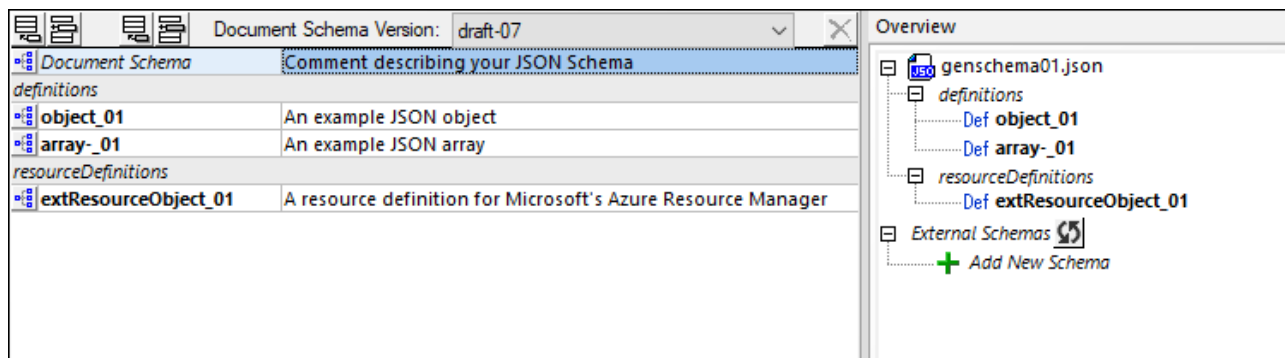 Document Schema Version: draft-07
Document Schema Comment describing your JSON Schema
definitions
object_01 An example JSON object
array-_01 An example JSON array
resourceDefinitions
extResourceObject_01 A resource definition for Microsoft's Azure Resource Manager
Overview
JSO genschema01.json
definitions
Def object_01
Def array-_01
resourceDefinitions
Def extResourceObject_01
External Schemas
Add New Schema